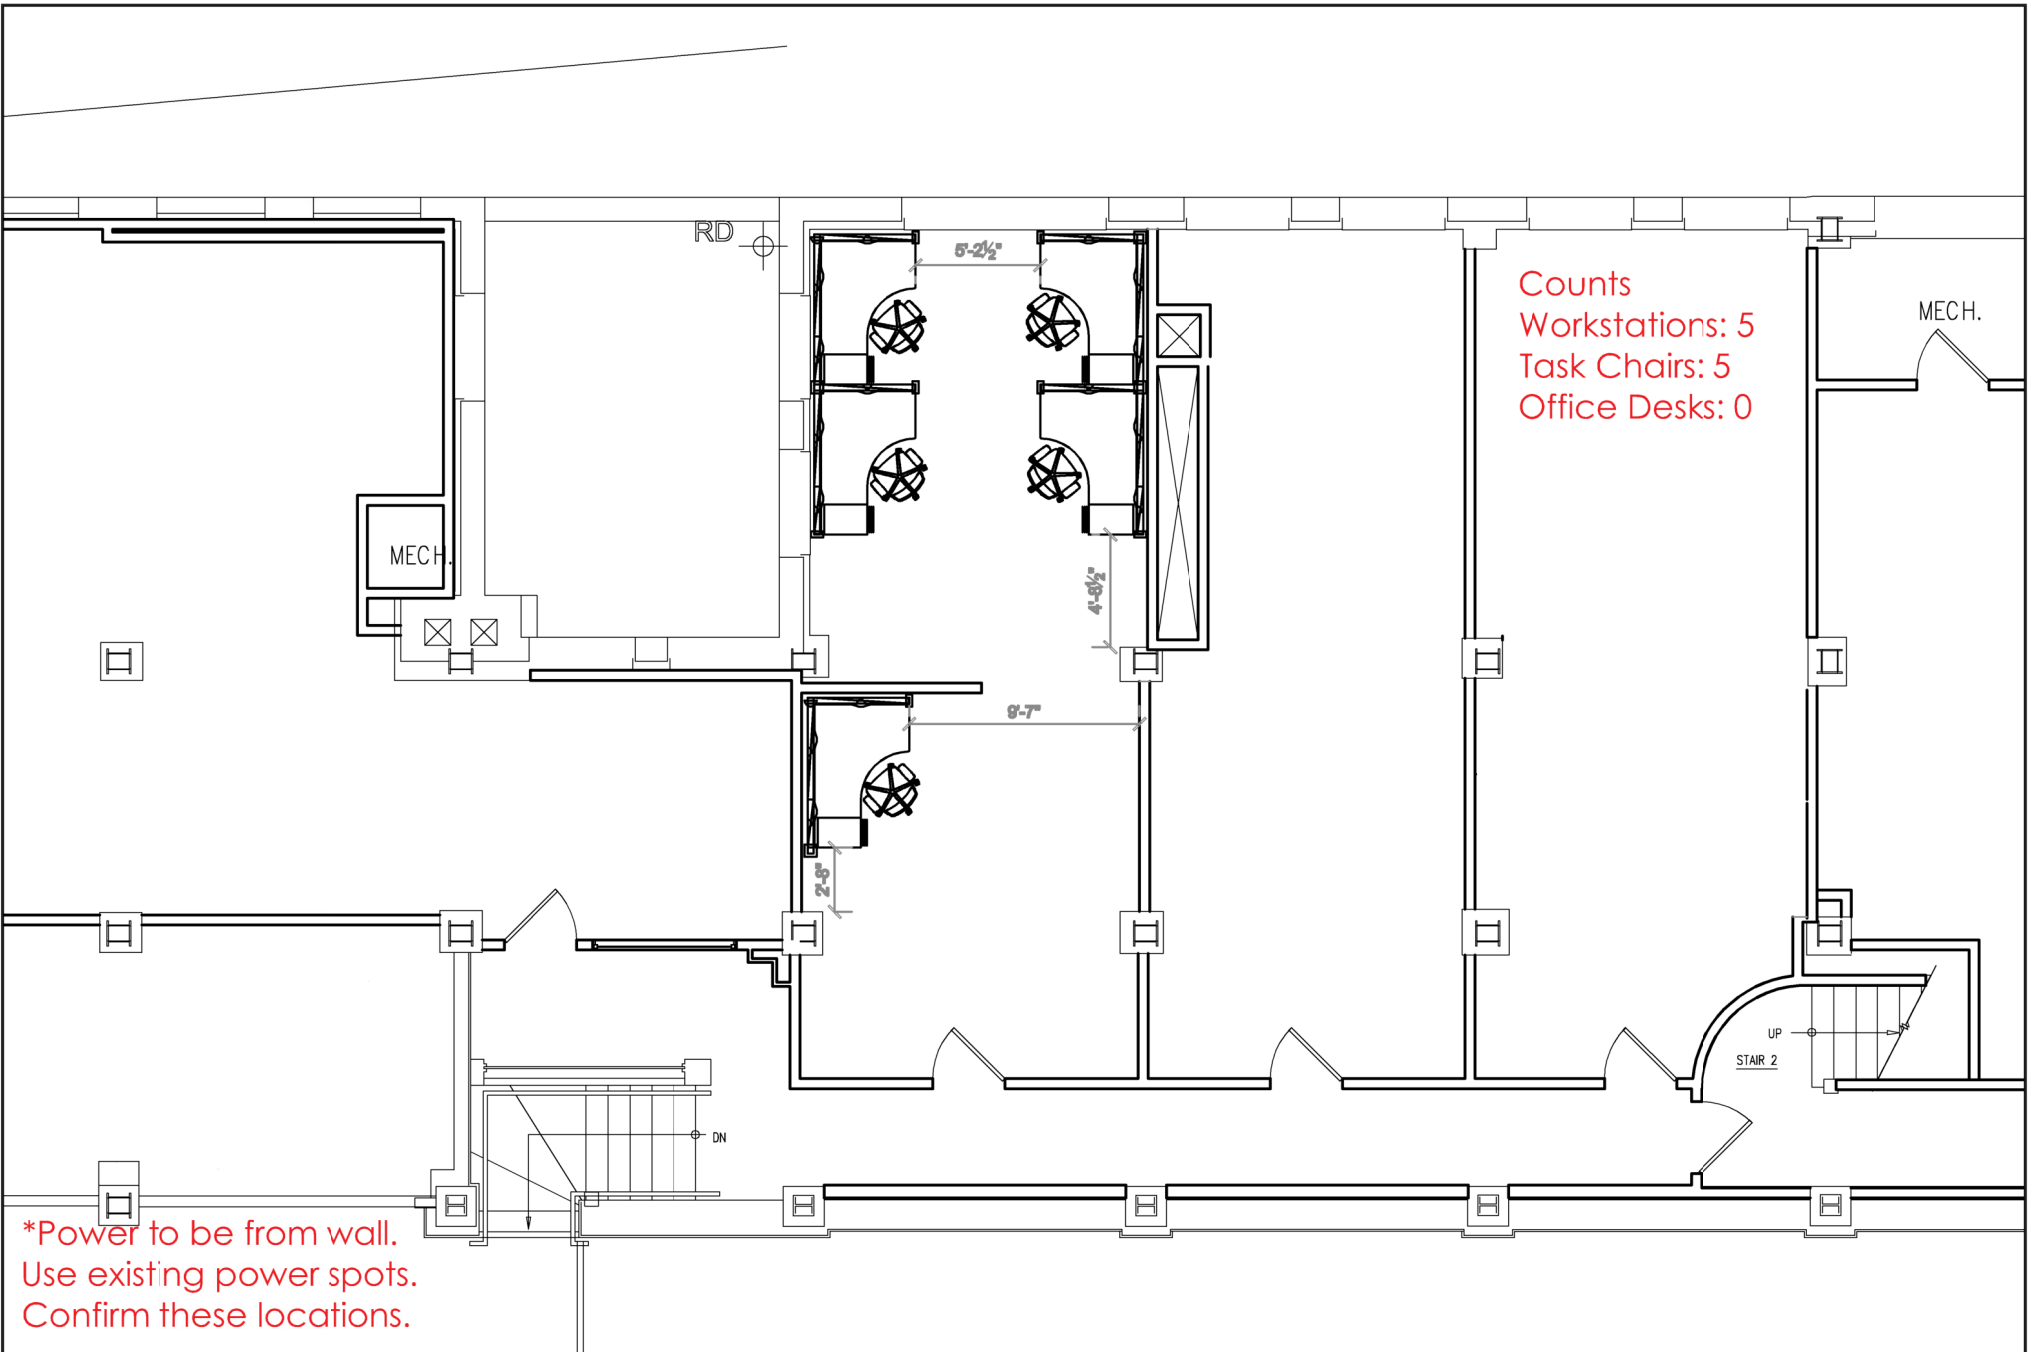 RD
5'-2½"
Counts
Workstations: 5
Task Chairs: 5
Office Desks: 0
MECH.
MECH.
4'-8½"
9'-7"
2'-8"
UP
STAIR 2
DN
*Power to be from wall.
Use existing power spots.
Confirm these locations.